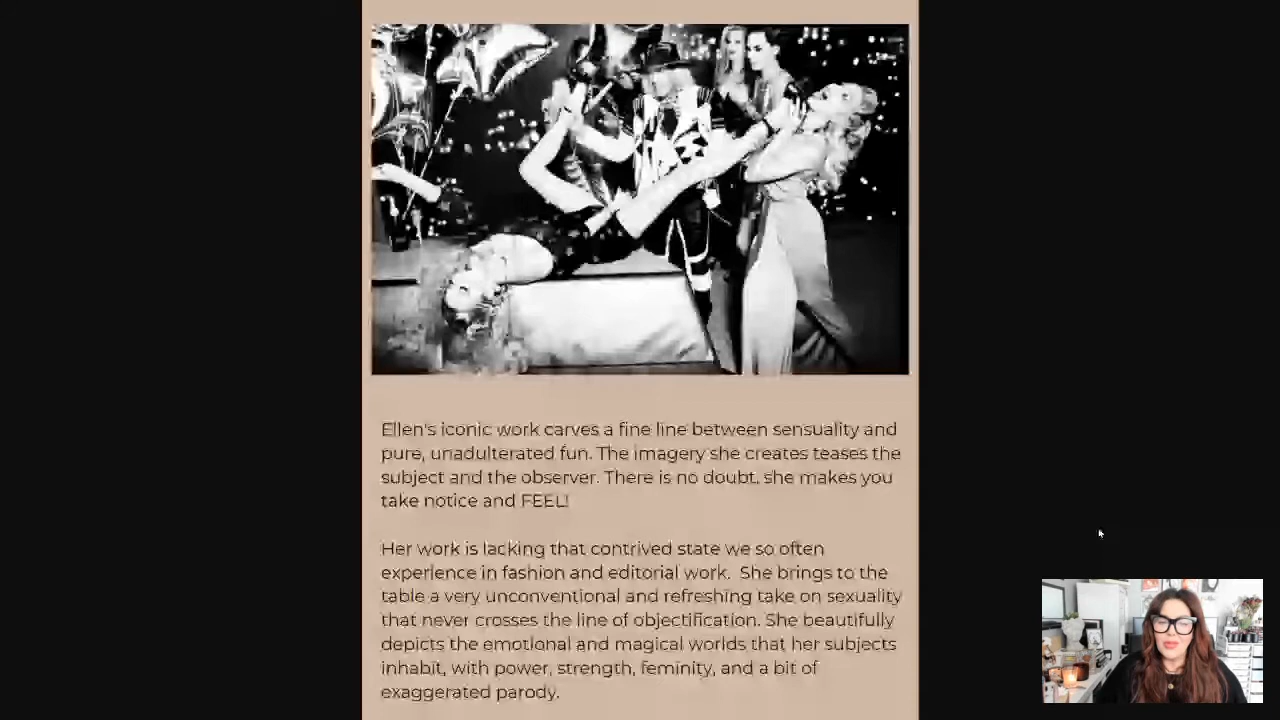 Ellen's iconic work carves a fine line between sensuality and
pure, unadulterated fun. The imagery she creates teases the
subject and the observer. There is no doubt, she makes you
take notice and FEEL!
Her work is lacking that contrived state we so often
experience in fashion and editorial work. She brings to the
table a very unconventional and refreshing take on sexuality
that never crosses the line of objectification. She beautifully
depicts the emotional and magical worlds that her subjects
inhabit, with power, strength, feminity, and a bit of
exaggerated parody.